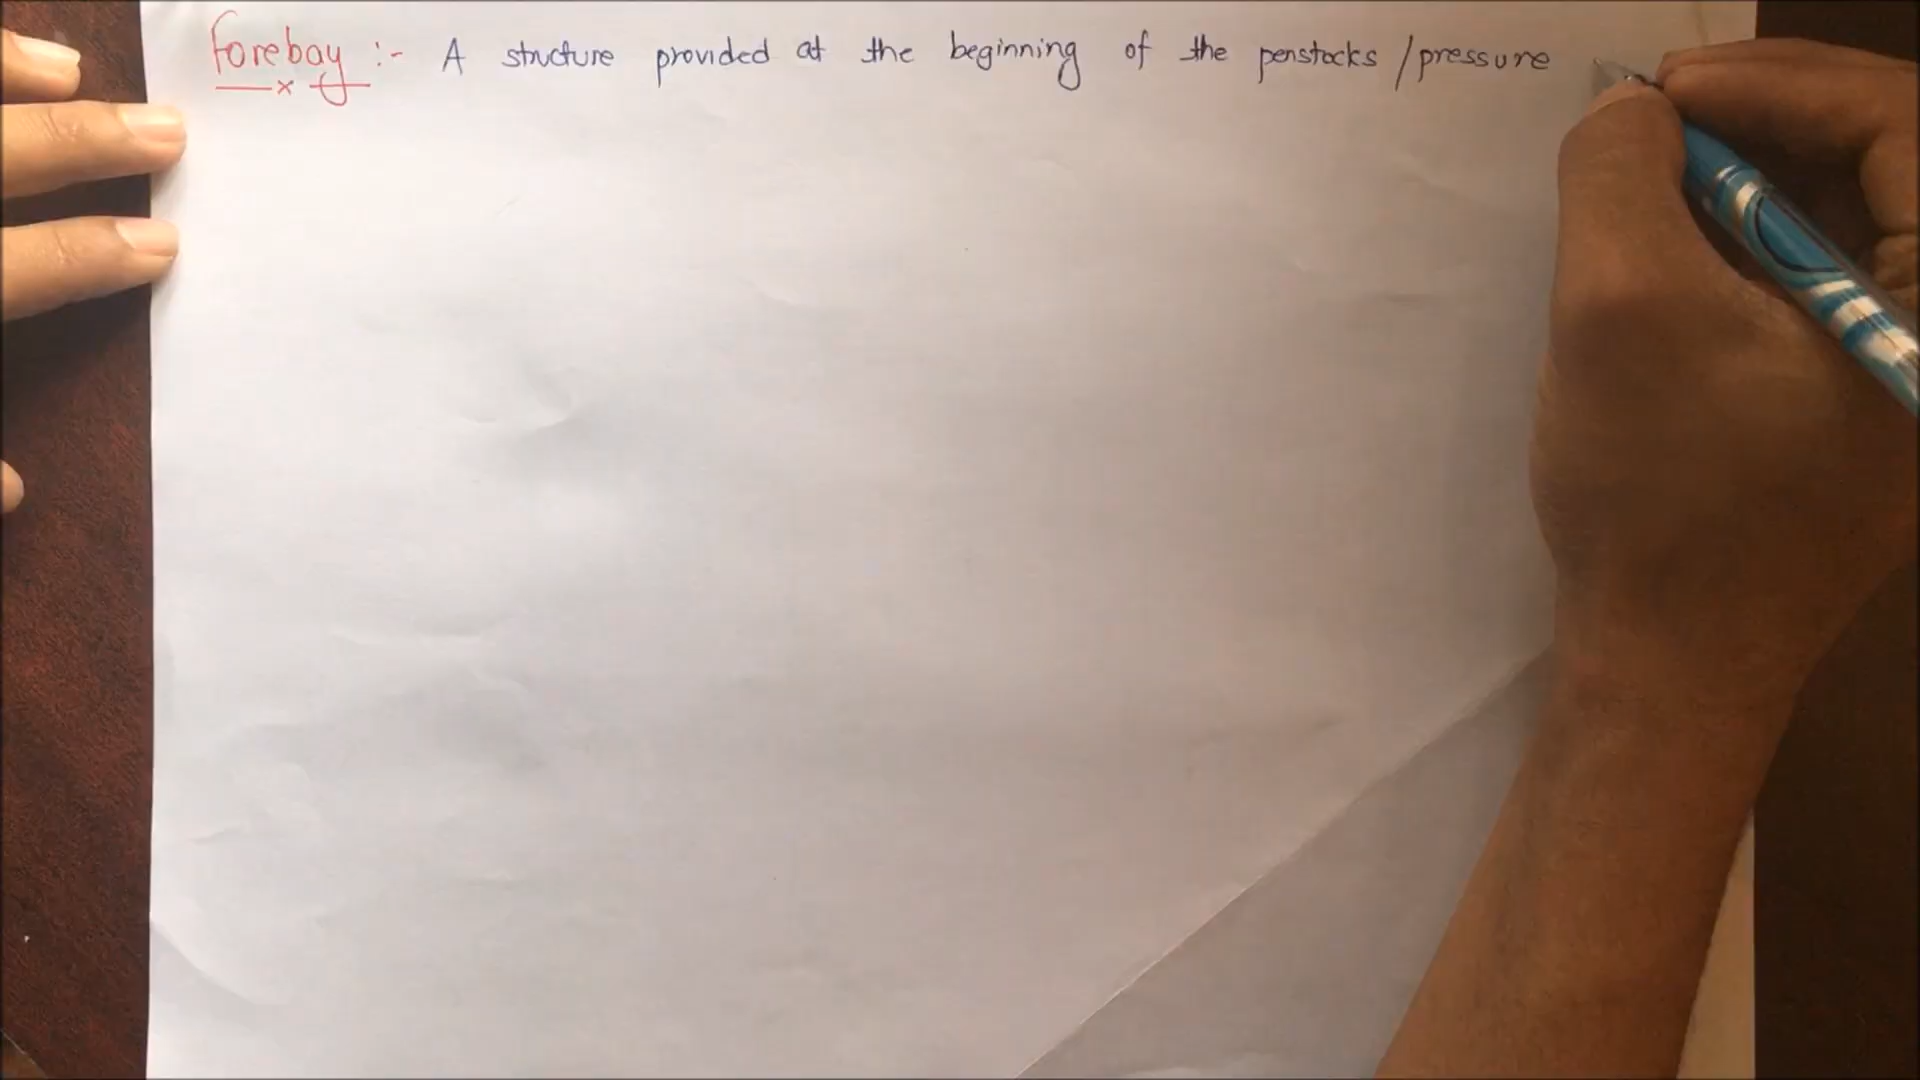 Forebay :- A structure provided at the beginning of the penstocks /pressure